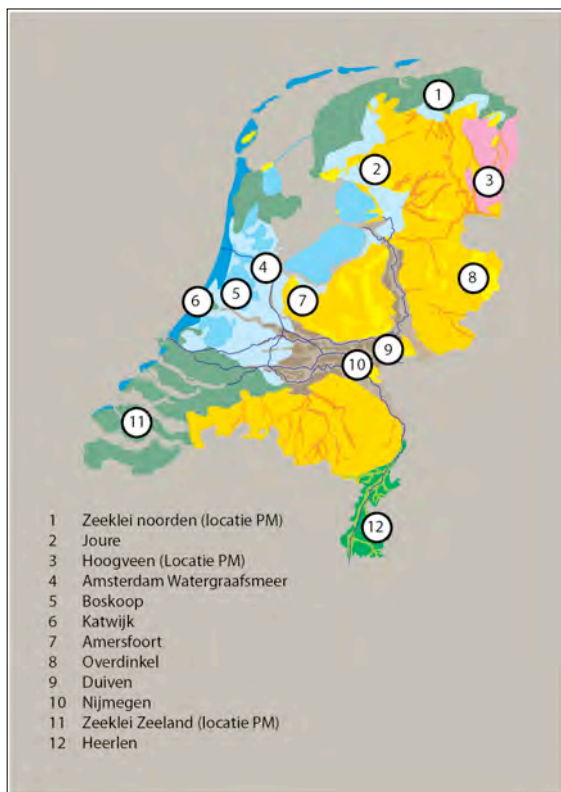 1
2
3
4
5
6
7
8
9
10
11
12
1 Zeeklei noorden (locatie PM)
2 Joure
3 Hoogveen (Locatie PM)
4 Amsterdam Watergraafsmeer
5 Boskoop
6 Katwijk
7 Amersfoort
8 Overdinkel
9 Duiven
10 Nijmegen
11 Zeeklei Zeeland (locatie PM)
12 Heerlen